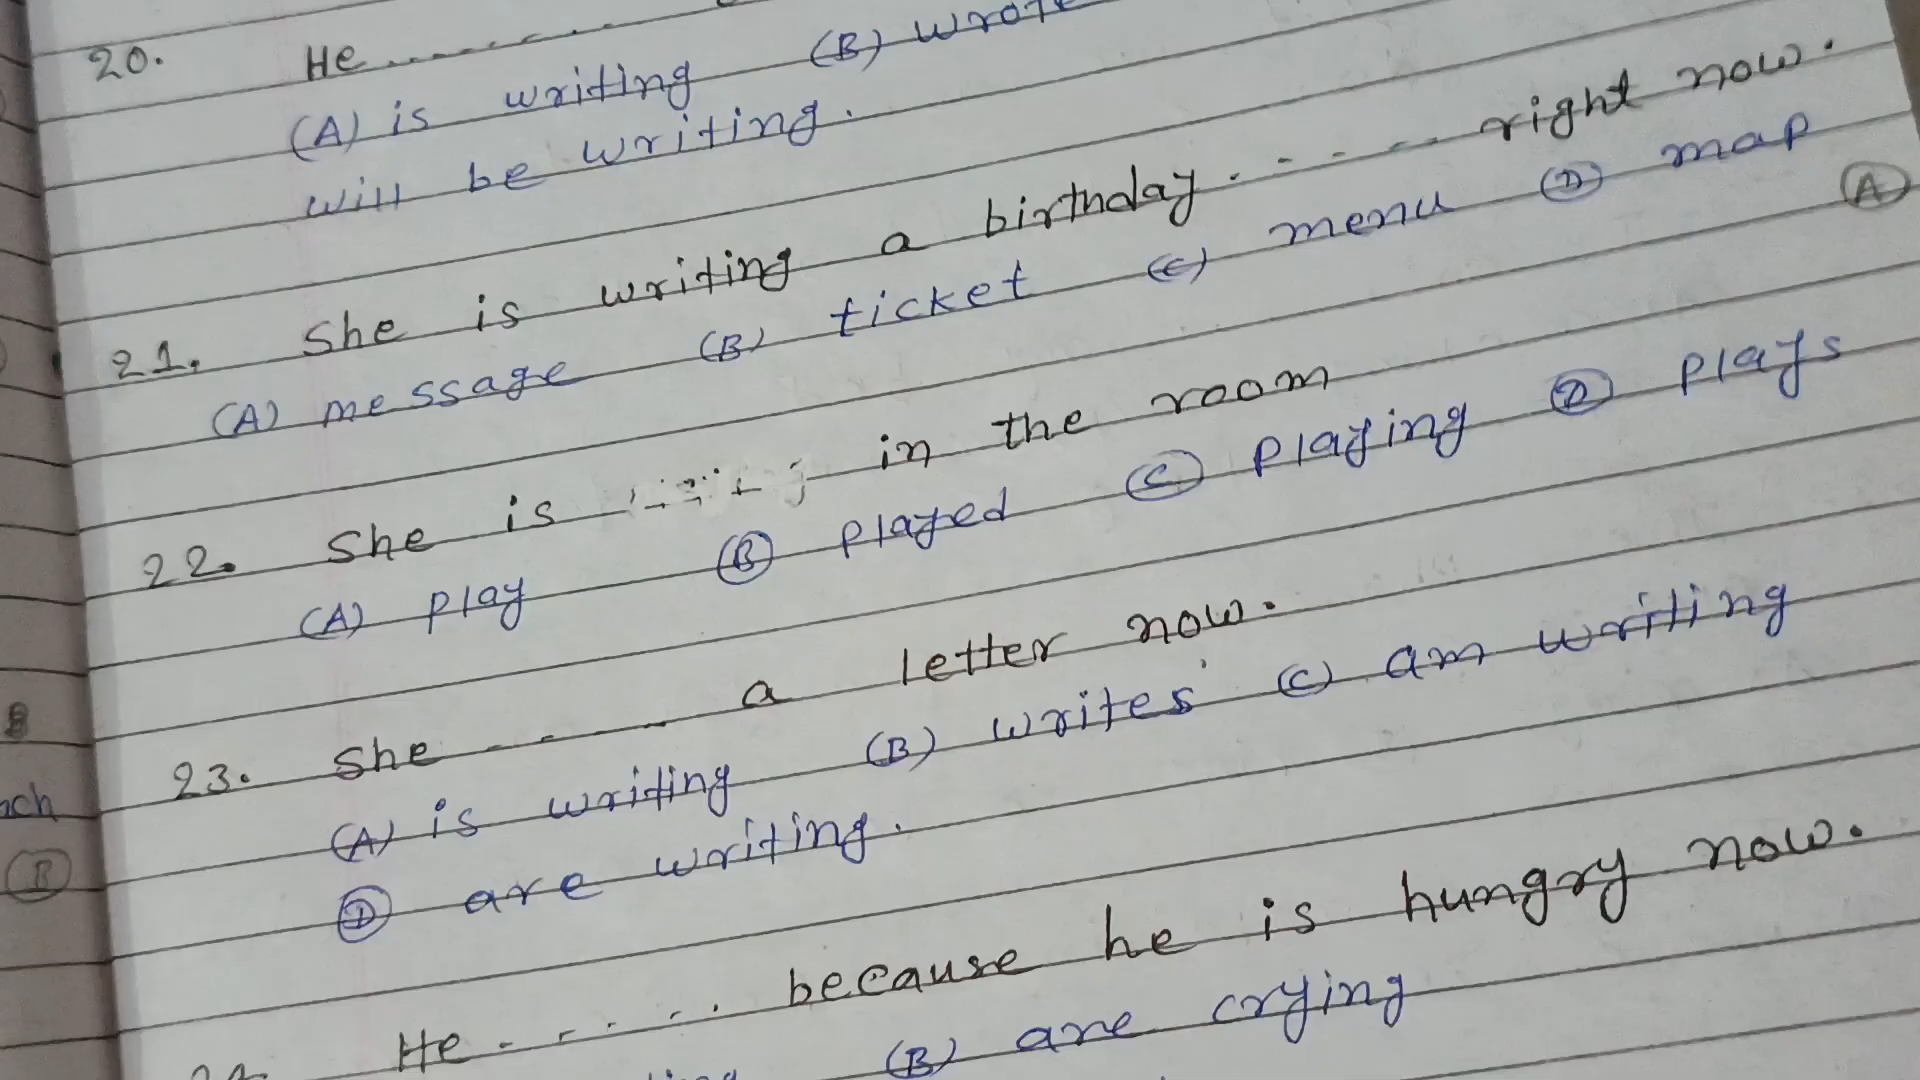 20. He ..........
(A) is writing (B) wrote
will be writing.
21. She is writing a birthday ..... right now.
(A) message (B) ticket (C) menu (D) map
(A)
22. She is ..... in the room
(A) play (B) played (C) playing (D) plays
23. She ..... a letter now.
(A) is writing (B) writes (C) am writing
(D) are writing.
He ..... because he is hungry now.
(B) are crying
ch
(B)